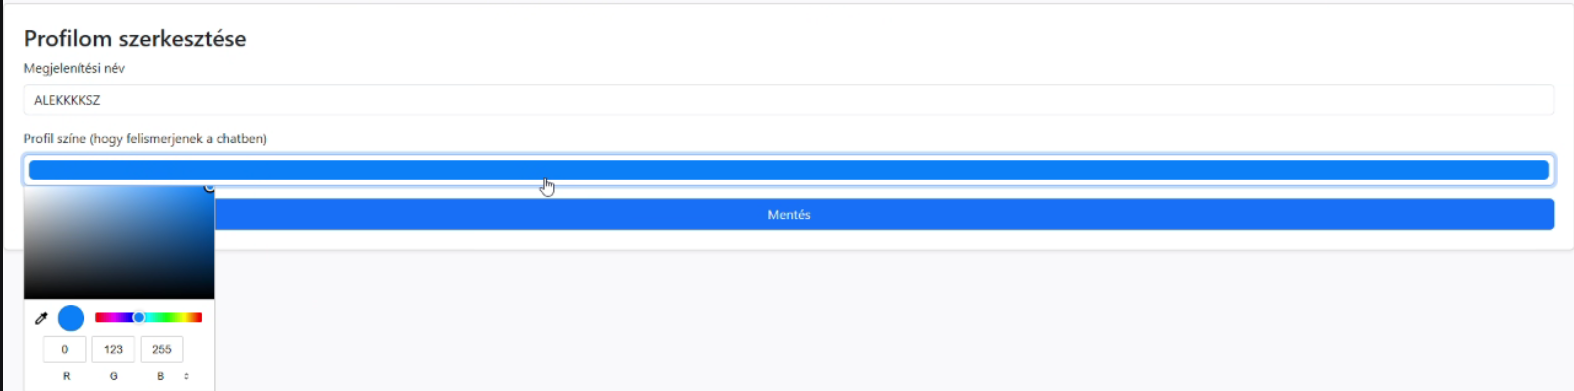 Profilom szerkesztése
Megjelenítési név
ALEKKKKSZ
Profil színe (hogy felismerjenek a chatben)
Mentés
0 123 255
R G B